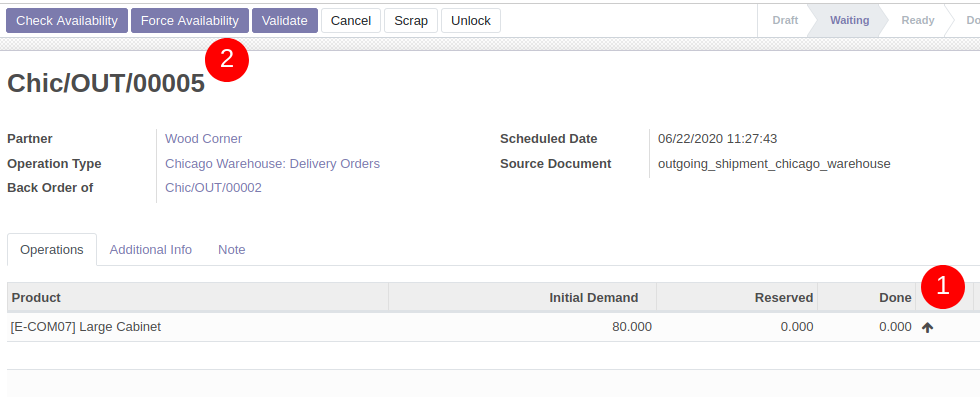 Check Availability Force Availability Validate Cancel Scrap Unlock Draft Waiting Ready Do
2
Chic/OUT/00005
Partner Wood Corner Scheduled Date 06/22/2020 11:27:43
Operation Type Chicago Warehouse: Delivery Orders Source Document outgoing_shipment_chicago_warehouse
Back Order of Chic/OUT/00002
Operations Additional Info Note
1
Product Initial Demand Reserved Done
[E-COM07] Large Cabinet 80.000 0.000 0.000